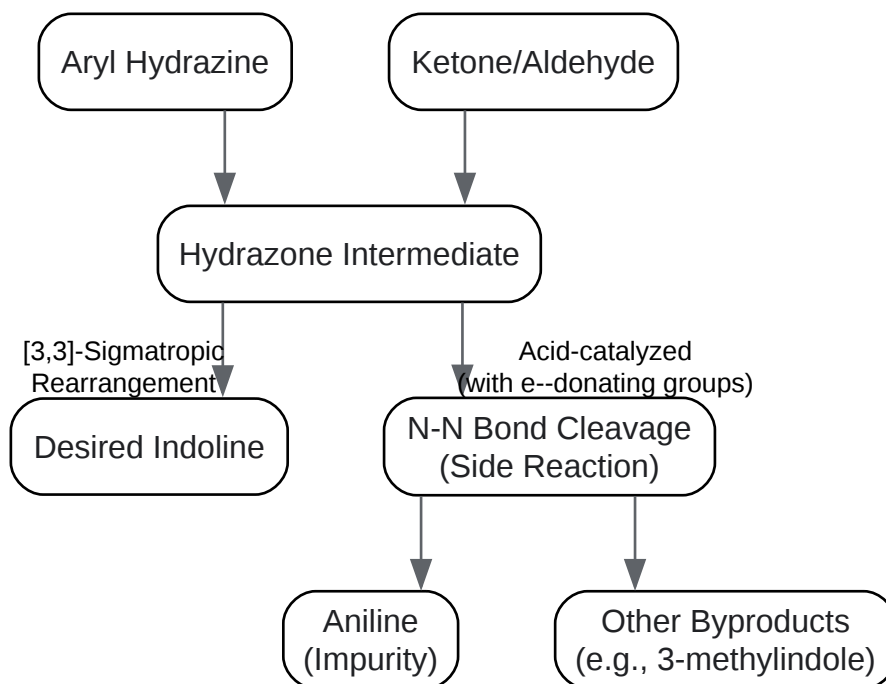 Aryl Hydrazine
Ketone/Aldehyde
Hydrazone Intermediate
[3,3]-Sigmatropic
Rearrangement
Acid-catalyzed
(with e--donating groups)
Desired Indoline
N-N Bond Cleavage
(Side Reaction)
Aniline
(Impurity)
Other Byproducts
(e.g., 3-methylindole)